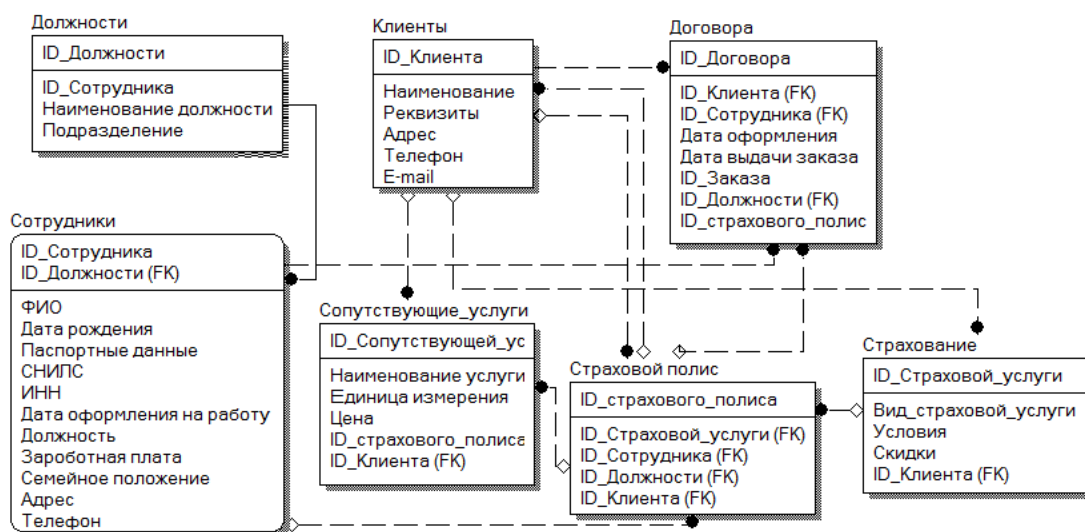 Должности
ID_Должности
ID_Сотрудника
Наименование должности
Подразделение
Клиенты
ID_Клиента
Наименование
Реквизиты
Адрес
Телефон
E-mail
Договора
ID_Договора
ID_Клиента (FK)
ID_Сотрудника (FK)
Дата оформления
Дата выдачи заказа
ID_Заказа
ID_Должности (FK)
ID_страхового_полис
Сотрудники
ID_Сотрудника
ID_Должности (FK)
ФИО
Дата рождения
Паспортные данные
СНИПС
ИНН
Дата оформления на работу
Должность
Зароботная плата
Семейное положение
Адрес
Телефон
Сопутствующие_услуги
ID_Сопутствующей_ус
Наименование услуги
Единица измерения
Цена
ID_страхового_полиса
ID_Клиента (FK)
Страховой полис
ID_страхового_полиса
ID_Страховой_услуги (FK)
ID_Сотрудника (FK)
ID_Должности (FK)
ID_Клиента (FK)
Страхование
ID_Страховой_услуги
Вид_страховой_услуги
Условия
Скидки
ID_Клиента (FK)